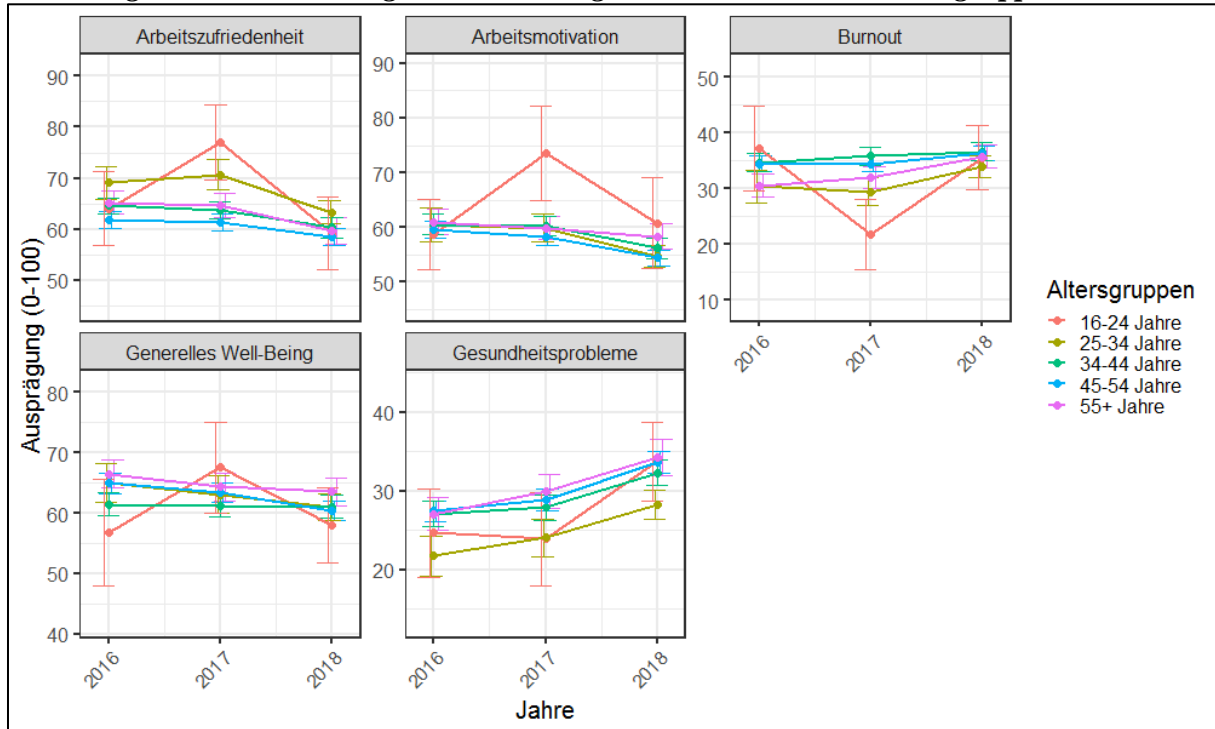 Arbeitszufriedenheit
Arbeitsmotivation
Burnout
Ausprägung (0-100)
90
80
70
60
50
90
80
70
60
50
50
40
30
20
10
2016
2017
2018
Generelles Well-Being
Gesundheitsprobleme
80
70
60
50
40
40
30
20
2016
2017
2018
2016
2017
2018
Jahre
Altersgruppen
16-24 Jahre
25-34 Jahre
34-44 Jahre
45-54 Jahre
55+ Jahre